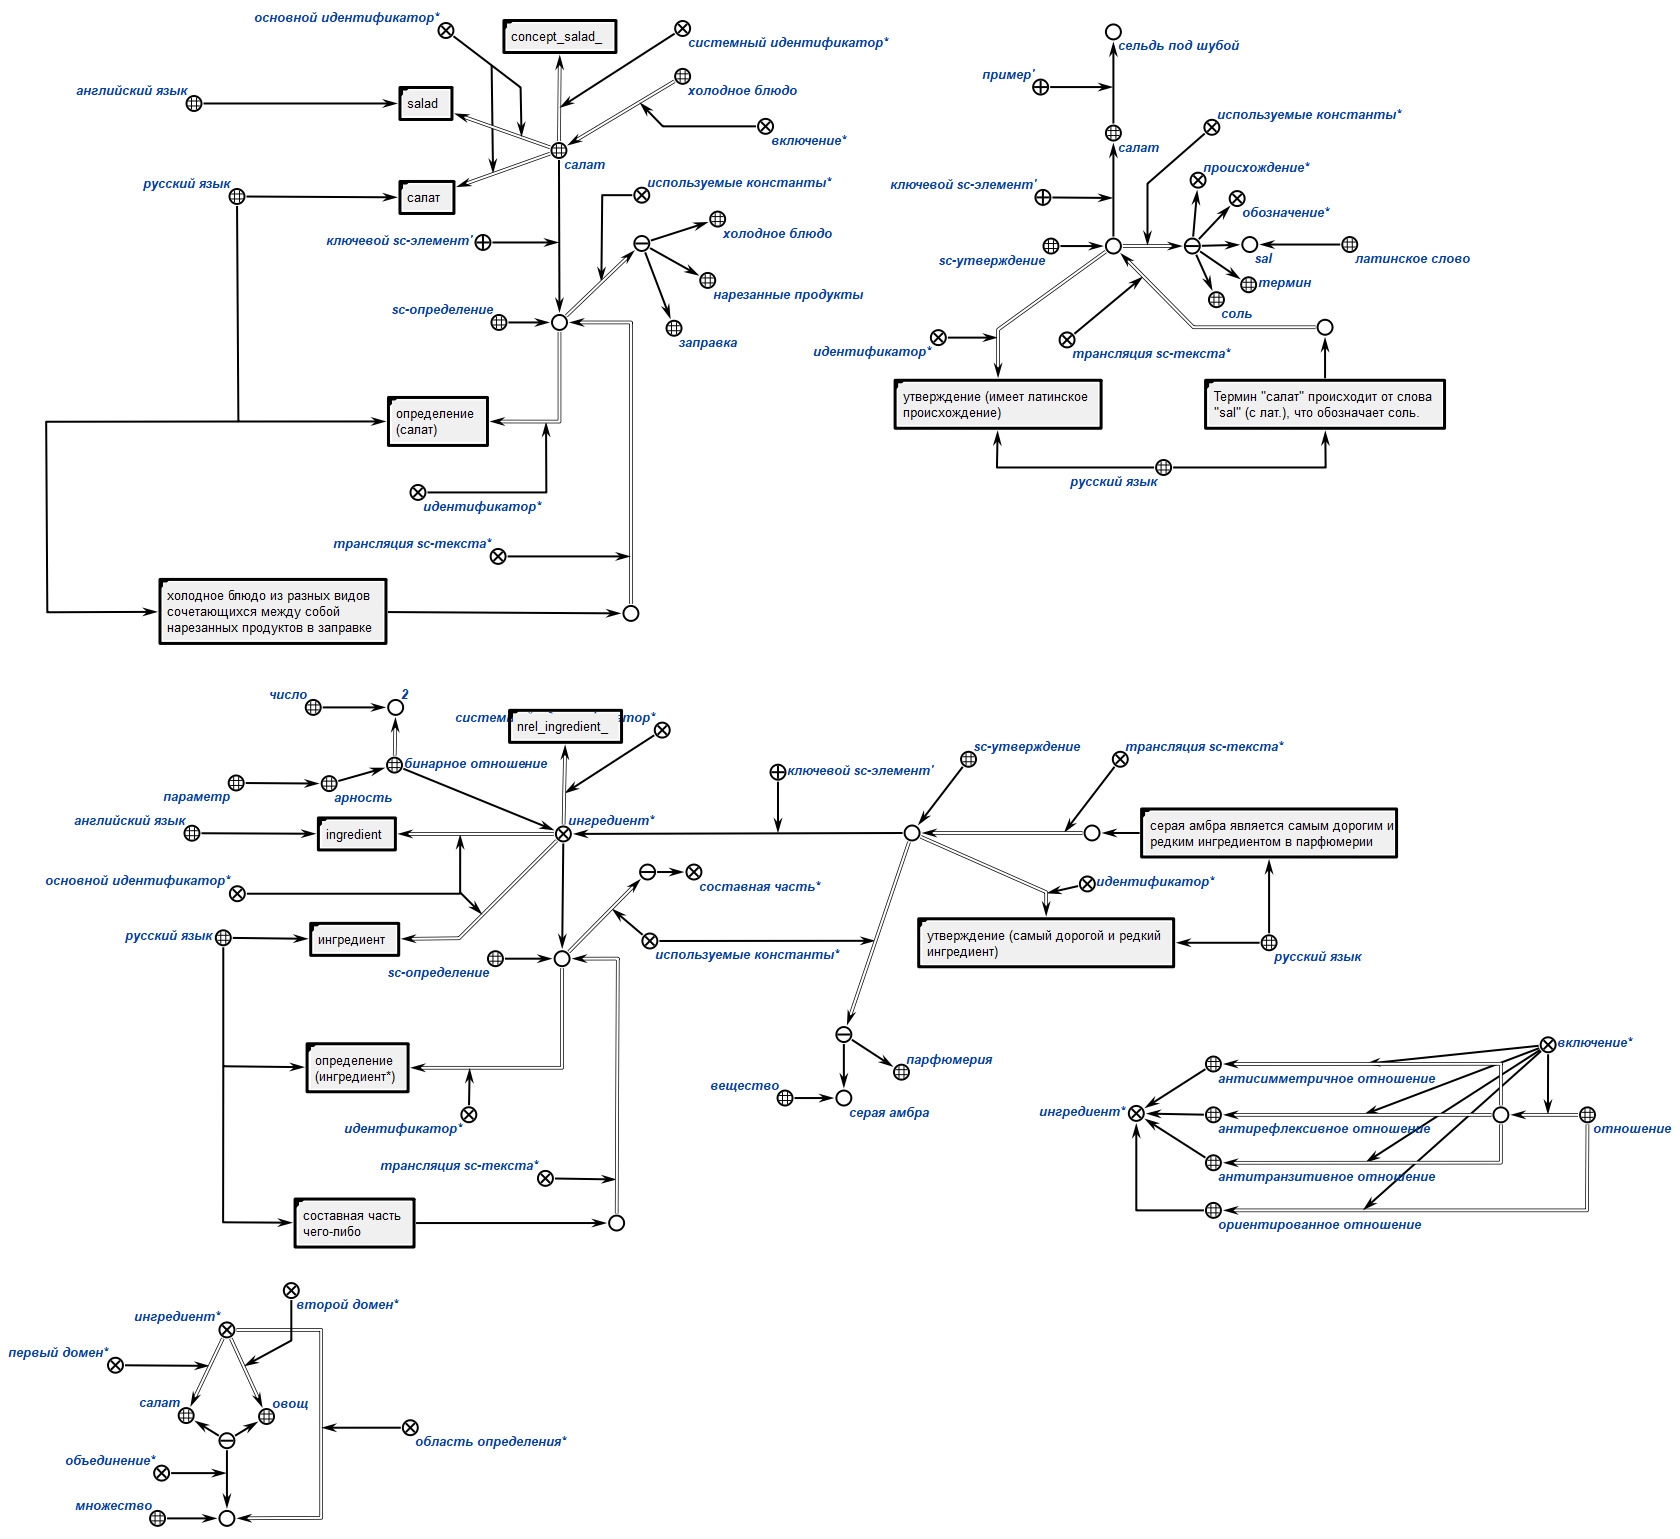 основной идентификатор*
concept_salad_
системный идентификатор*
английский язык
salad
холодное блюдо
включение*
салат
русский язык
салат
используемые константы*
ключевой sc-элемент'
холодное блюдо
нарезанные продукты
sc-определение
заправка
определение
(салат)
идентификатор*
трансляция sc-текста*
холодное блюдо из разных видов
сочетающихся между собой
нарезанных продуктов в заправке
сельдь под шубой
пример'
используемые константы*
салат
происхождение*
ключевой sc-элемент'
обозначение*
sc-утверждение
sal
латинское слово
термин
соль
идентификатор*
трансляция sc-текста*
утверждение (имеет латинское
происхождение)
Термин "салат" происходит от слова
"sal" (с лат.), что обозначает соль.
русский язык
число
2
nrel_ingredient_
бинарное отношение
параметр
арность
английский язык
ingredient
ингредиент*
основной идентификатор*
составная часть*
русский язык
ингредиент
sc-определение
используемые константы*
определение
(ингредиент*)
идентификатор*
трансляция sc-текста*
составная часть
чего-либо
ключевой sc-элемент'
sc-утверждение
трансляция sc-текста*
серая амбра является самым дорогим и
редким ингредиентом в парфюмерии
идентификатор*
утверждение (самый дорогой и редкий
ингредиент)
русский язык
парфюмерия
вещество
серая амбра
включение*
антисимметричное отношение
ингредиент*
антирефлексивное отношение
отношение
антитранзитивное отношение
ориентированное отношение
второй домен*
ингредиент*
первый домен*
салат
овощ
область определения*
объединение*
множество